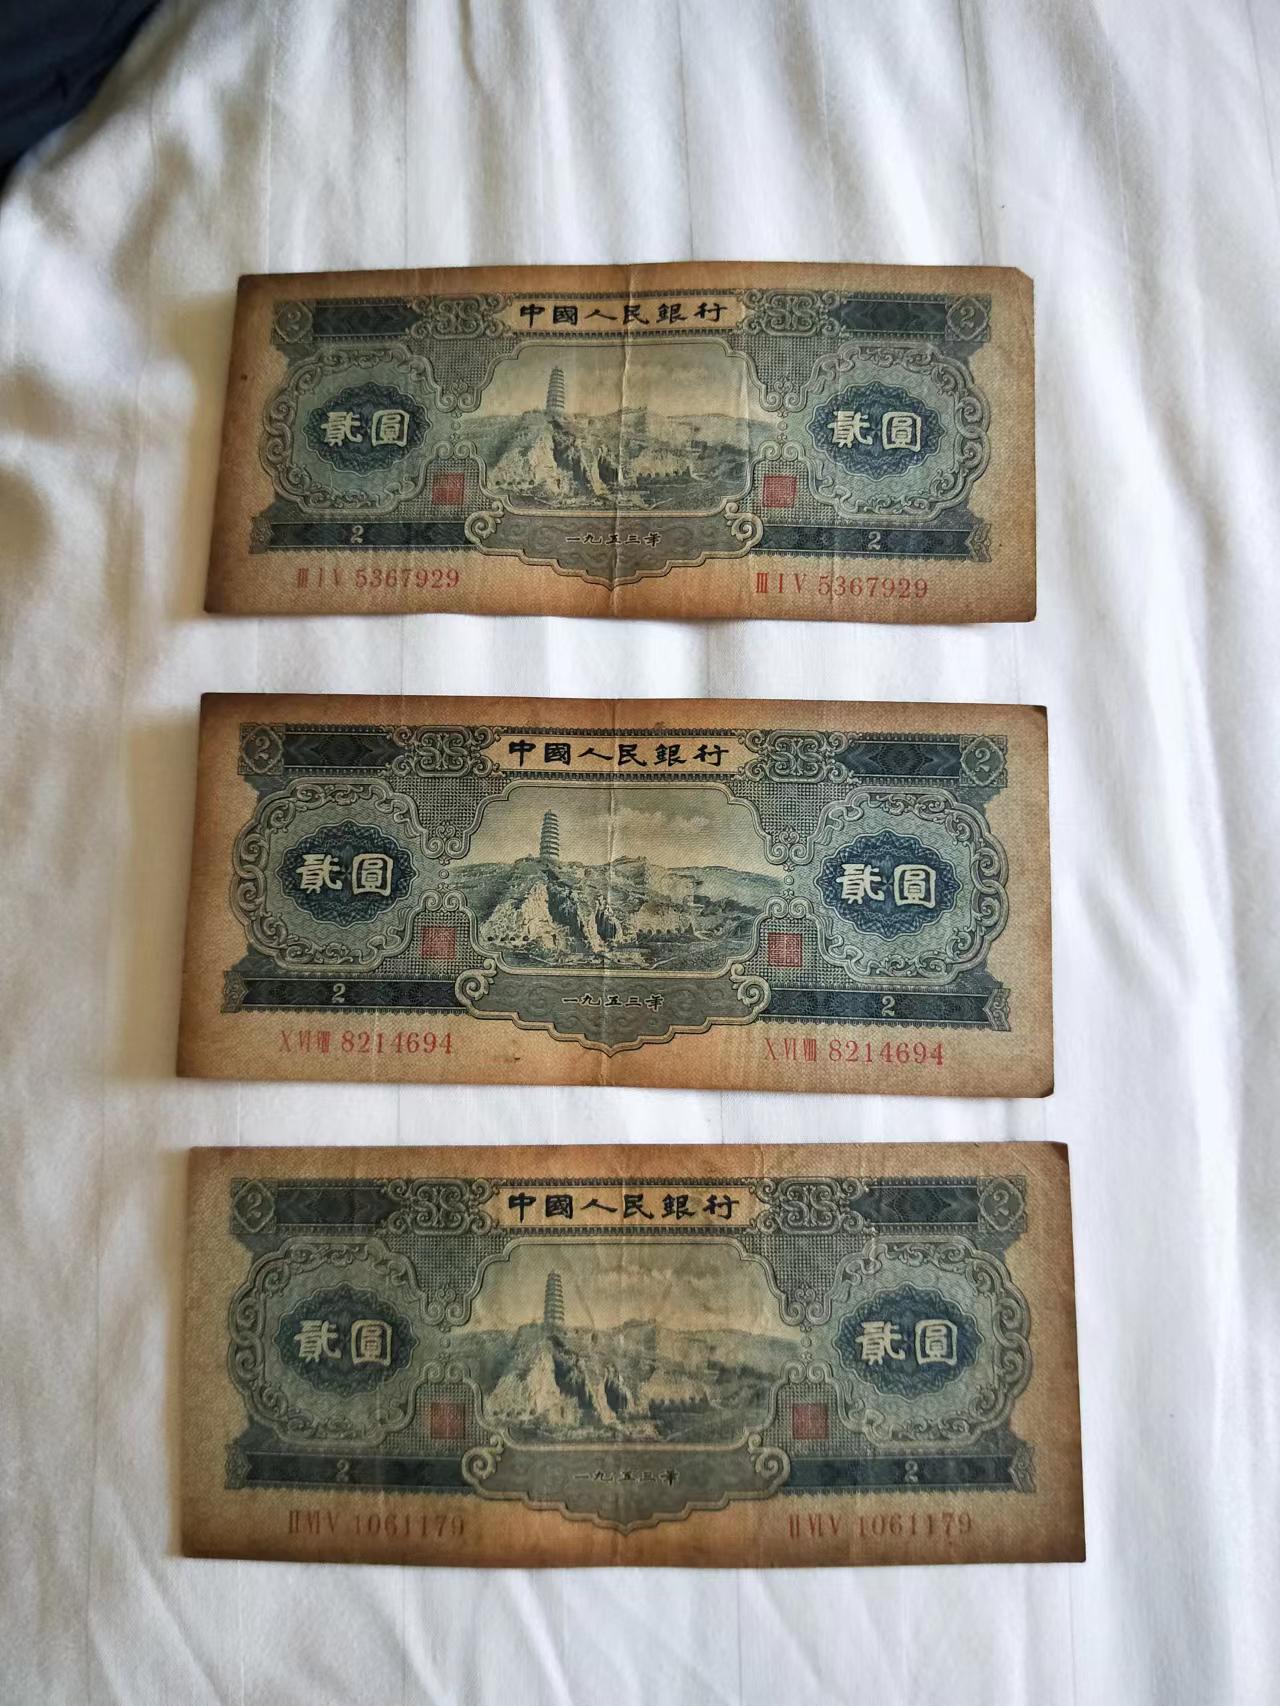 2 中國人民銀行 2
貳圓 貳圓
一九五三年
2 2
Ⅲ Ⅰ Ⅴ 5367929 Ⅲ Ⅰ Ⅴ 5367929
2 中國人民銀行 2
貳圓 貳圓
一九五三年
2 2
Ⅹ Ⅵ Ⅷ 8214694 Ⅹ Ⅵ Ⅷ 8214694
2 中國人民銀行 2
貳圓 貳圓
一九五三年
2 2
Ⅱ Ⅵ Ⅴ 1061179 Ⅱ Ⅵ Ⅴ 1061179